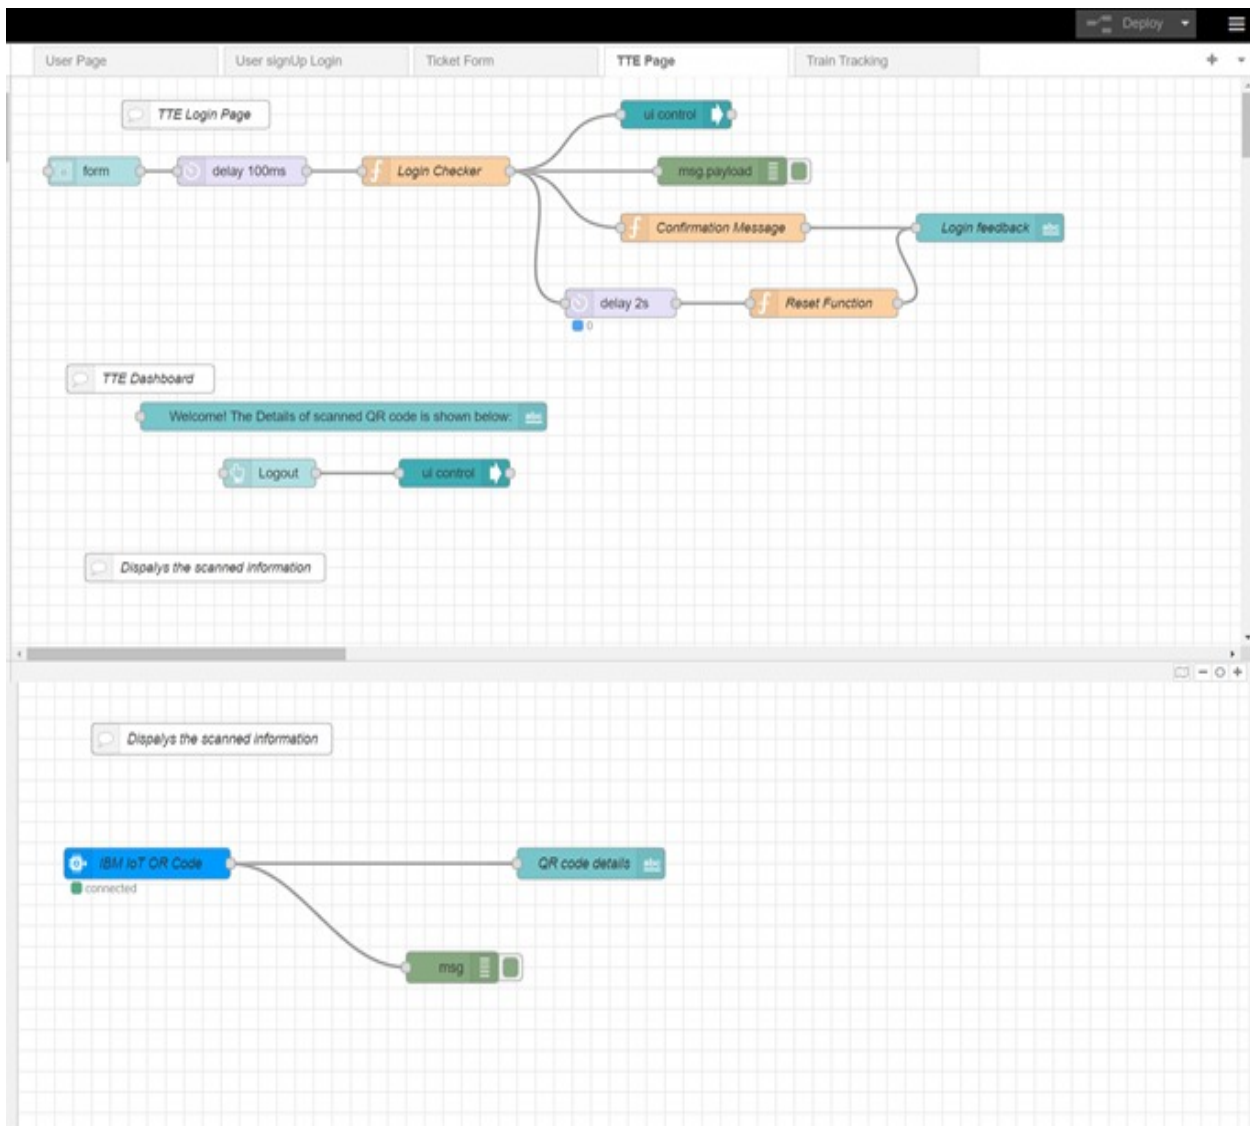 Deploy
User Page
User signUp Login
Ticket Form
TTE Page
Train Tracking
TTE Login Page
ui control
form
delay 100ms
Login Checker
msg.payload
Confirmation Message
Login feedback
abc
delay 2s
Reset Function
0
TTE Dashboard
Welcome! The Details of scanned QR code is shown below:
abc
Logout
ui control
Dispalys the scanned information
Dispalys the scanned information
IBM IoT QR Code
QR code details
abc
connected
msg